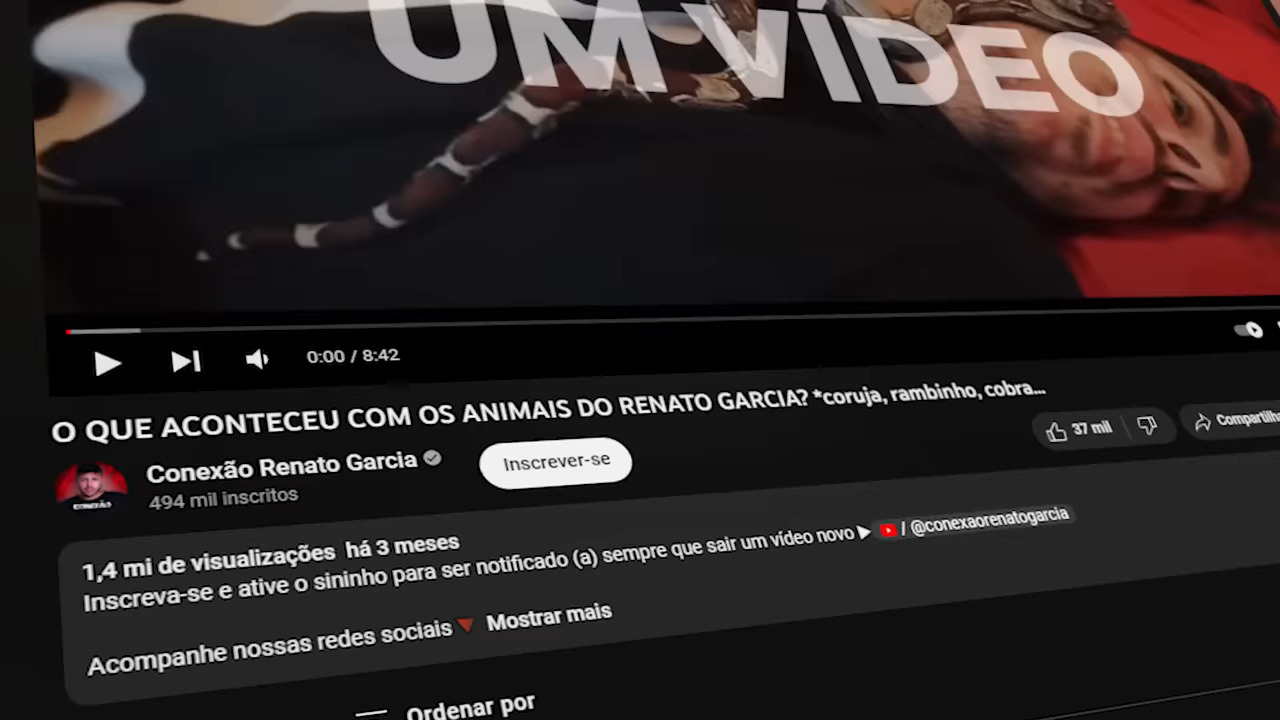 UM VÍDEO
0:00 / 8:42
O QUE ACONTECEU COM OS ANIMAIS DO RENATO GARCIA? *coruja, rambinho, cobra...
Conexão Renato Garcia
494 mil inscritos
Inscrever-se
37 mil
1,4 mi de visualizações há 3 meses
Inscreva-se e ative o sininho para ser notificado (a) sempre que sair um vídeo novo ▶ / @conexaorenatogarcia
Acompanhe nossas redes sociais 🔻 Mostrar mais
Ordenar por